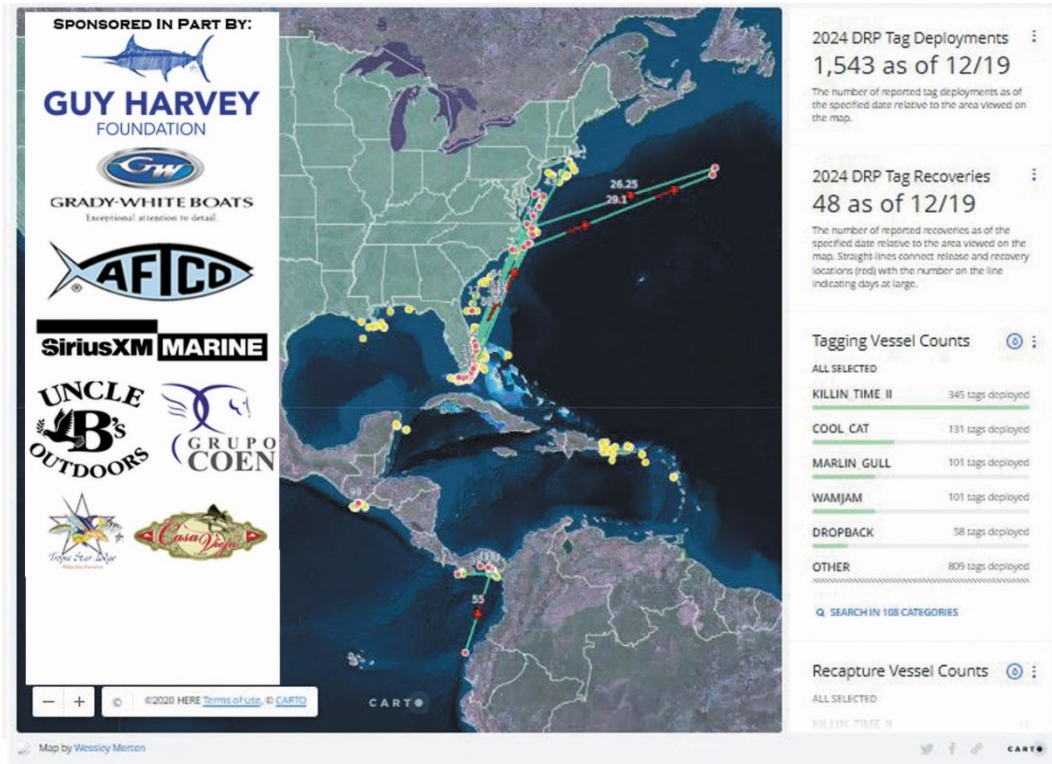 SPONSORED IN PART BY:
GUY HARVEY
FOUNDATION
GW
GRADY-WHITE BOATS
Exceptional attention to detail.
AFTCO
®
SiriusXM MARINE
UNCLE
B's
OUTDOORS
GRUPO
COEN
Tropic Star Lodge
Casa Vieja
26.25
29.1
55
− +
© ©2020 HERE Terms of use, © CARTO
CARTO
Map by Wessley Merten
2024 DRP Tag Deployments
1,543 as of 12/19
The number of reported tag deployments as of
the specified date relative to the area viewed on
the map.
2024 DRP Tag Recoveries
48 as of 12/19
The number of reported recoveries as of the
specified date relative to the area viewed on the
map. Straight-lines connect release and recovery
locations (red) with the number on the line
indicating days at large.
Tagging Vessel Counts
ALL SELECTED
KILLIN TIME II 345 tags deployed
COOL CAT 131 tags deployed
MARLIN GULL 101 tags deployed
WAMJAM 101 tags deployed
DROPBACK 58 tags deployed
OTHER 809 tags deployed
SEARCH IN 108 CATEGORIES
Recapture Vessel Counts
ALL SELECTED
KILLIN TIME II
CARTO